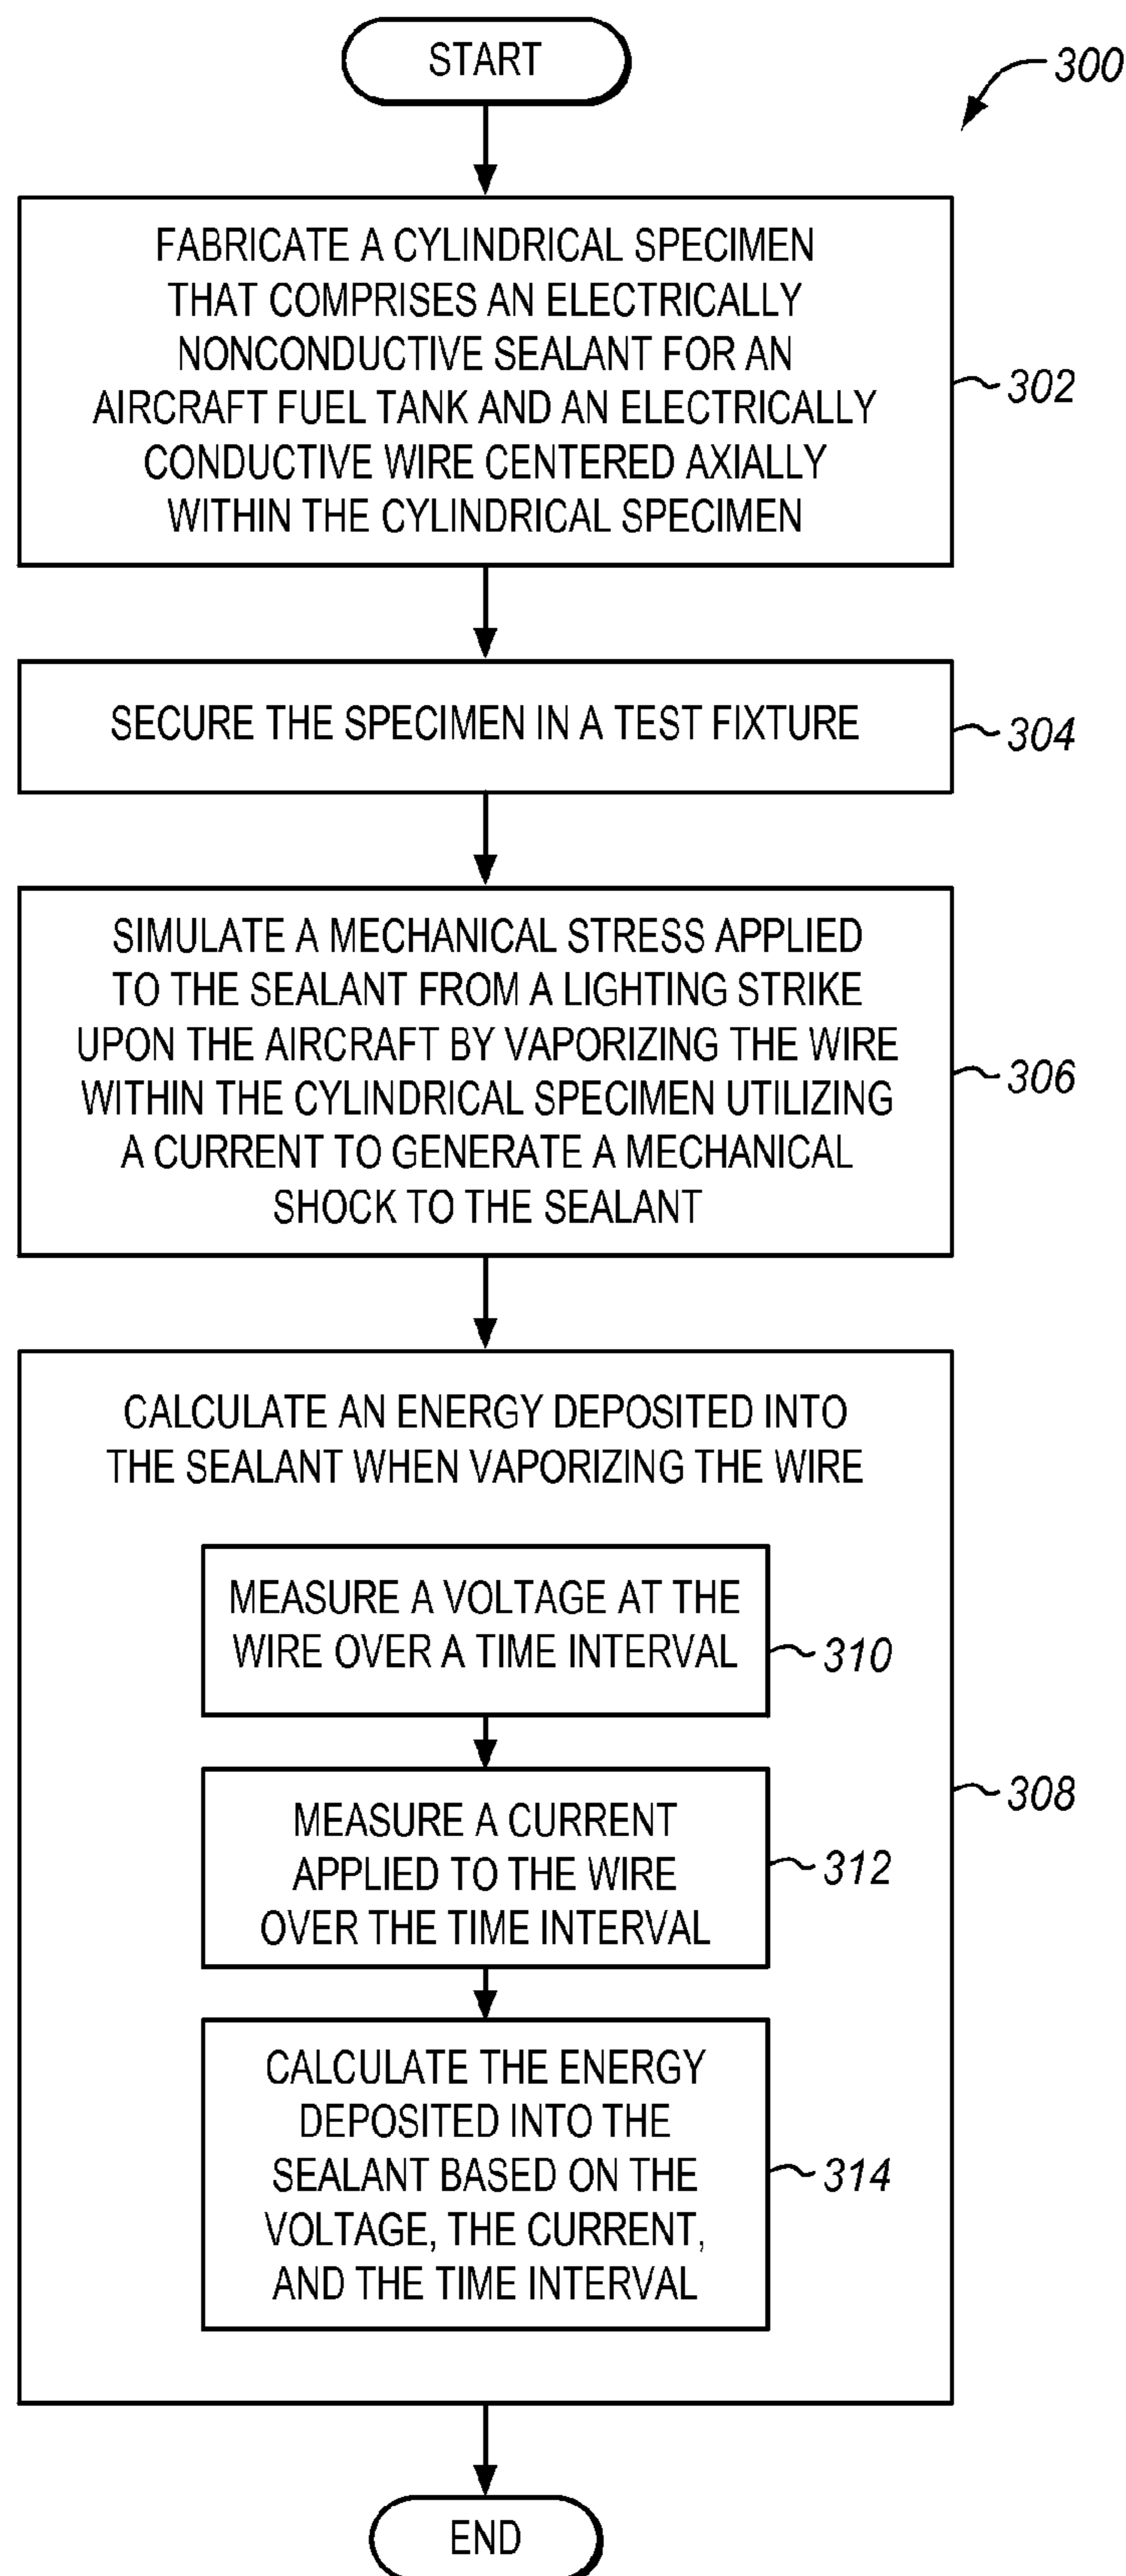 START
300
FABRICATE A CYLINDRICAL SPECIMEN
THAT COMPRISES AN ELECTRICALLY
NONCONDUCTIVE SEALANT FOR AN
AIRCRAFT FUEL TANK AND AN ELECTRICALLY
CONDUCTIVE WIRE CENTERED AXIALLY
WITHIN THE CYLINDRICAL SPECIMEN
302
SECURE THE SPECIMEN IN A TEST FIXTURE
304
SIMULATE A MECHANICAL STRESS APPLIED
TO THE SEALANT FROM A LIGHTING STRIKE
UPON THE AIRCRAFT BY VAPORIZING THE WIRE
WITHIN THE CYLINDRICAL SPECIMEN UTILIZING
A CURRENT TO GENERATE A MECHANICAL
SHOCK TO THE SEALANT
306
CALCULATE AN ENERGY DEPOSITED INTO
THE SEALANT WHEN VAPORIZING THE WIRE
308
MEASURE A VOLTAGE AT THE
WIRE OVER A TIME INTERVAL
310
MEASURE A CURRENT
APPLIED TO THE WIRE
OVER THE TIME INTERVAL
312
CALCULATE THE ENERGY
DEPOSITED INTO THE
SEALANT BASED ON THE
VOLTAGE, THE CURRENT,
AND THE TIME INTERVAL
314
END